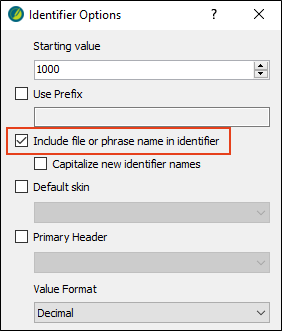 Identifier Options
?
Starting value
1000
Use Prefix
Include file or phrase name in identifier
Capitalize new identifier names
Default skin
Primary Header
Value Format
Decimal